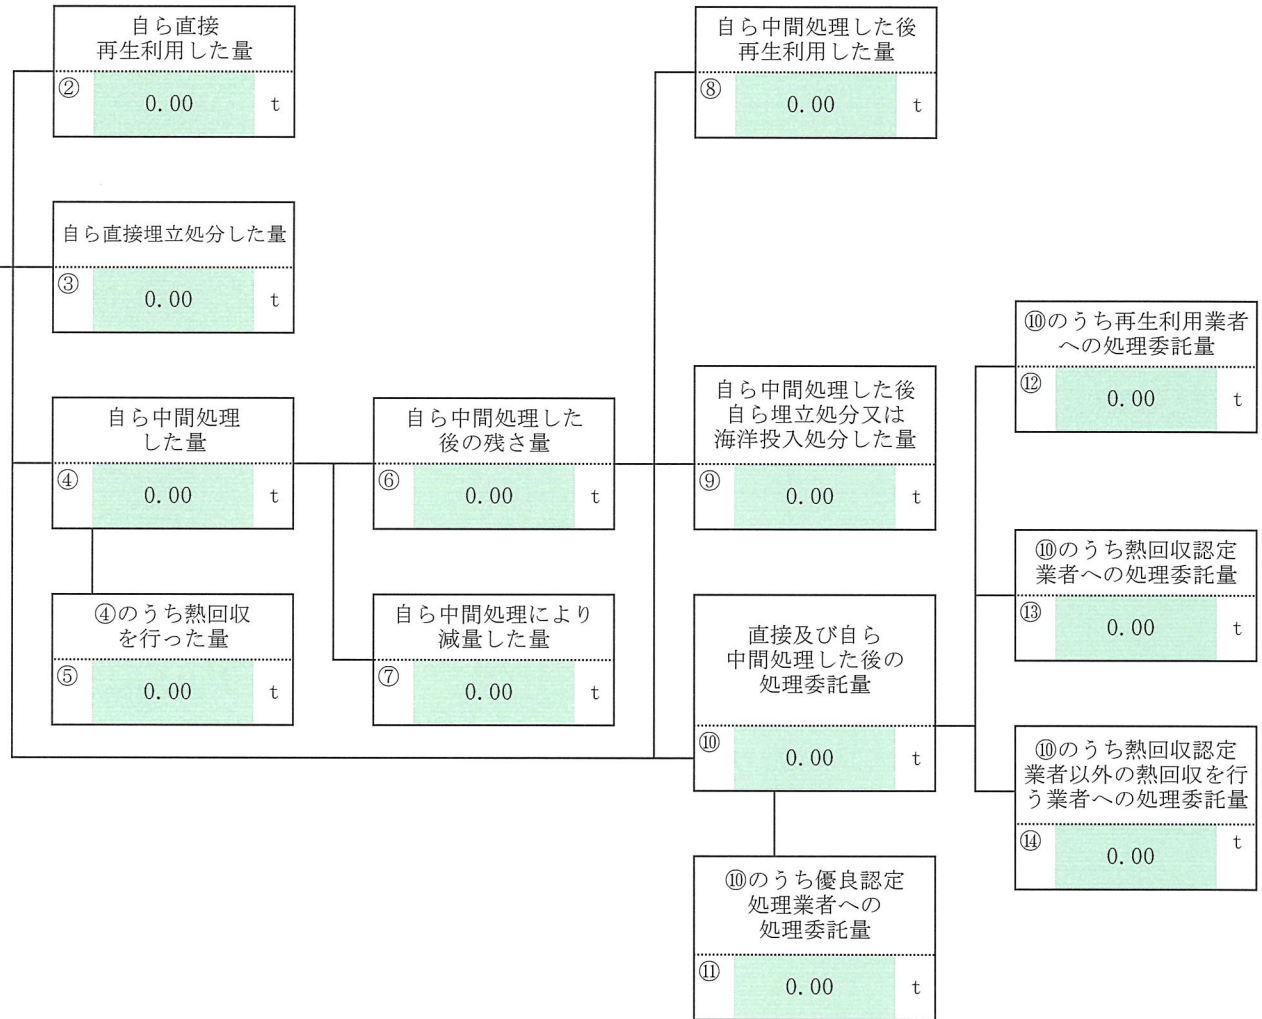 自ら直接
再生利用した量
②
0.00
t
自ら直接埋立処分した量
③
0.00
t
自ら中間処理
した量
④
0.00
t
④のうち熱回収
を行った量
⑤
0.00
t
自ら中間処理した
後の残さ量
⑥
0.00
t
自ら中間処理により
減量した量
⑦
0.00
t
自ら中間処理した後
再生利用した量
⑧
0.00
t
自ら中間処理した後
自ら埋立処分又は
海洋投入処分した量
⑨
0.00
t
直接及び自ら
中間処理した後の
処理委託量
⑩
0.00
t
⑩のうち優良認定
処理業者への
処理委託量
⑪
0.00
t
⑩のうち再生利用業者
への処理委託量
⑫
0.00
t
⑩のうち熱回収認定
業者への処理委託量
⑬
0.00
t
⑩のうち熱回収認定
業者以外の熱回収を行
う業者への処理委託量
⑭
0.00
t